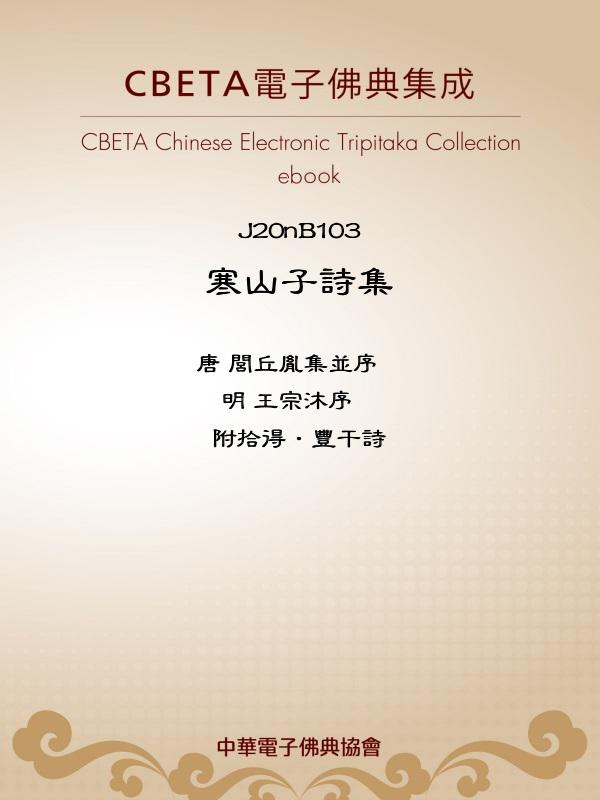 CBETA電子佛典集成
CBETA Chinese Electronic Tripitaka Collection
ebook
J20nB103
寒山子詩集
唐 閭丘胤集並序
明 王宗沐序
附拾得・豐干詩
中華電子佛典協會